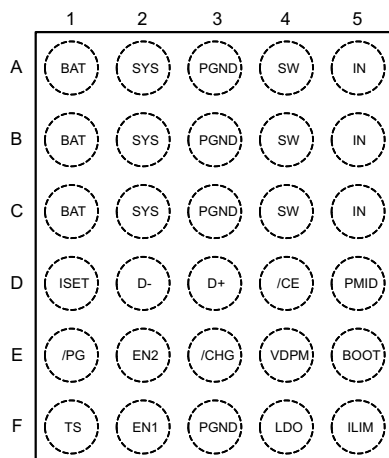 1 2 3 4 5
A BAT SYS PGND SW IN
B BAT SYS PGND SW IN
C BAT SYS PGND SW IN
D ISET D- D+ /CE PMID
E /PG EN2 /CHG VDPM BOOT
F TS EN1 PGND LDO ILIM